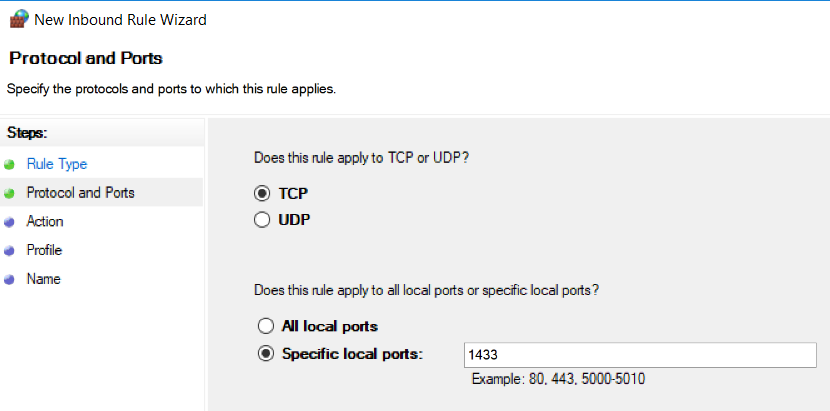 New Inbound Rule Wizard
Protocol and Ports
Specify the protocols and ports to which this rule applies.
Steps:
Rule Type
Protocol and Ports
Action
Profile
Name
Does this rule apply to TCP or UDP?
TCP
UDP
Does this rule apply to all local ports or specific local ports?
All local ports
Specific local ports: 1433
Example: 80, 443, 5000-5010